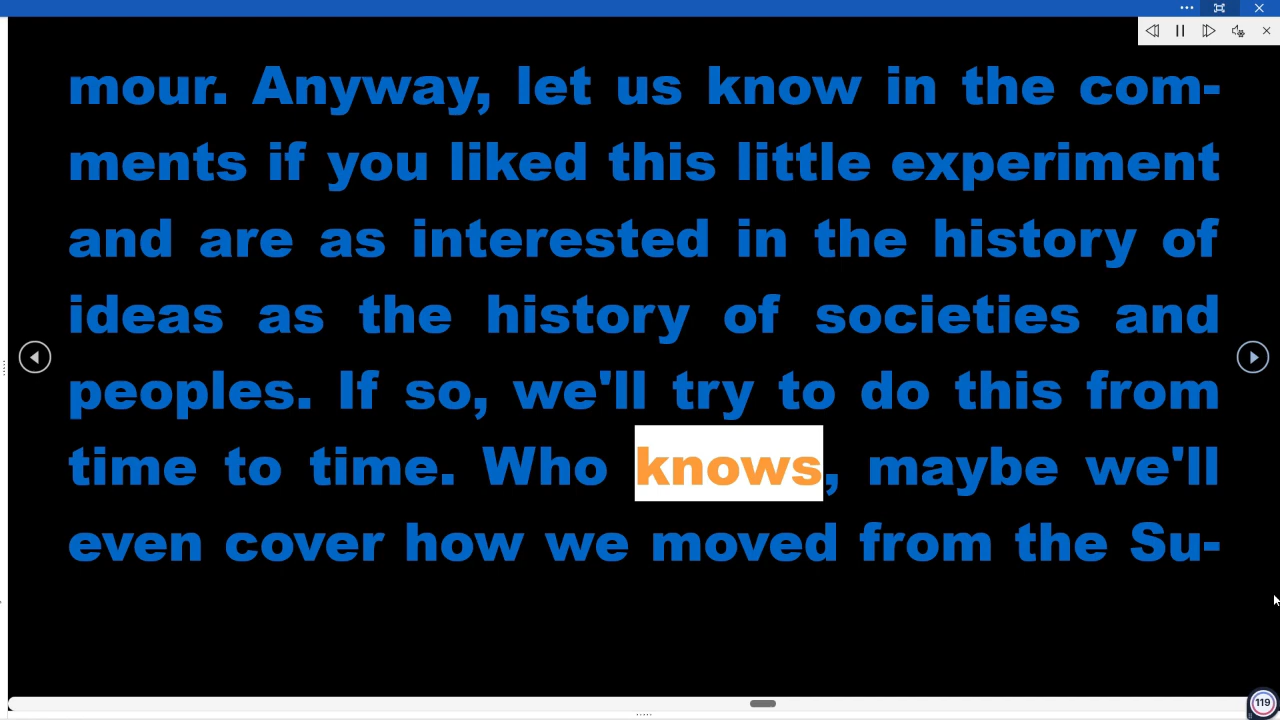 mour. Anyway, let us know in the com-
ments if you liked this little experiment
and are as interested in the history of
ideas as the history of societies and
peoples. If so, we'll try to do this from
time to time. Who knows, maybe we'll
even cover how we moved from the Su-
119